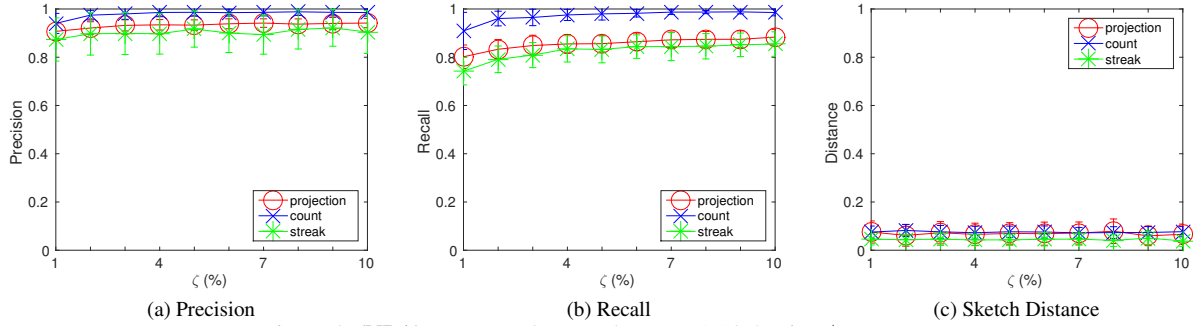 1
0.8
0.6
0.4
0.2
0
Precision
1 4 7 10
ζ (%)
projection
count
streak
(a) Precision
1
0.8
0.6
0.4
0.2
0
Recall
1 4 7 10
ζ (%)
projection
count
streak
(b) Recall
1
0.8
0.6
0.4
0.2
0
Distance
1 4 7 10
ζ (%)
projection
count
streak
(c) Sketch Distance